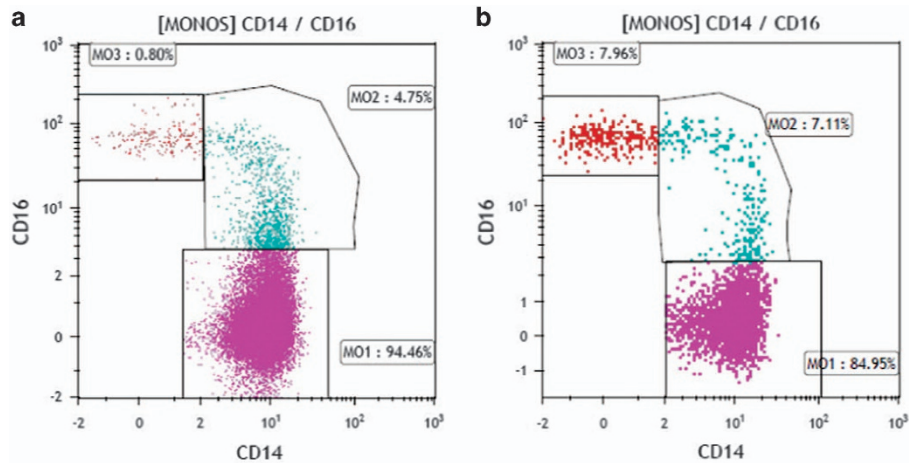 a
[MONOS] CD14 / CD16
MO3 : 0.80%
MO2 : 4.75%
MO1 : 94.46%
CD16
10³
10²
10¹
2
0
-2
-2
0
2
10¹
10²
10³
CD14
b
[MONOS] CD14 / CD16
MO3 : 7.96%
MO2 : 7.11%
MO1 : 84.95%
CD16
10³
10²
10¹
1
0
-1
-2
0
2
10¹
10²
10³
CD14